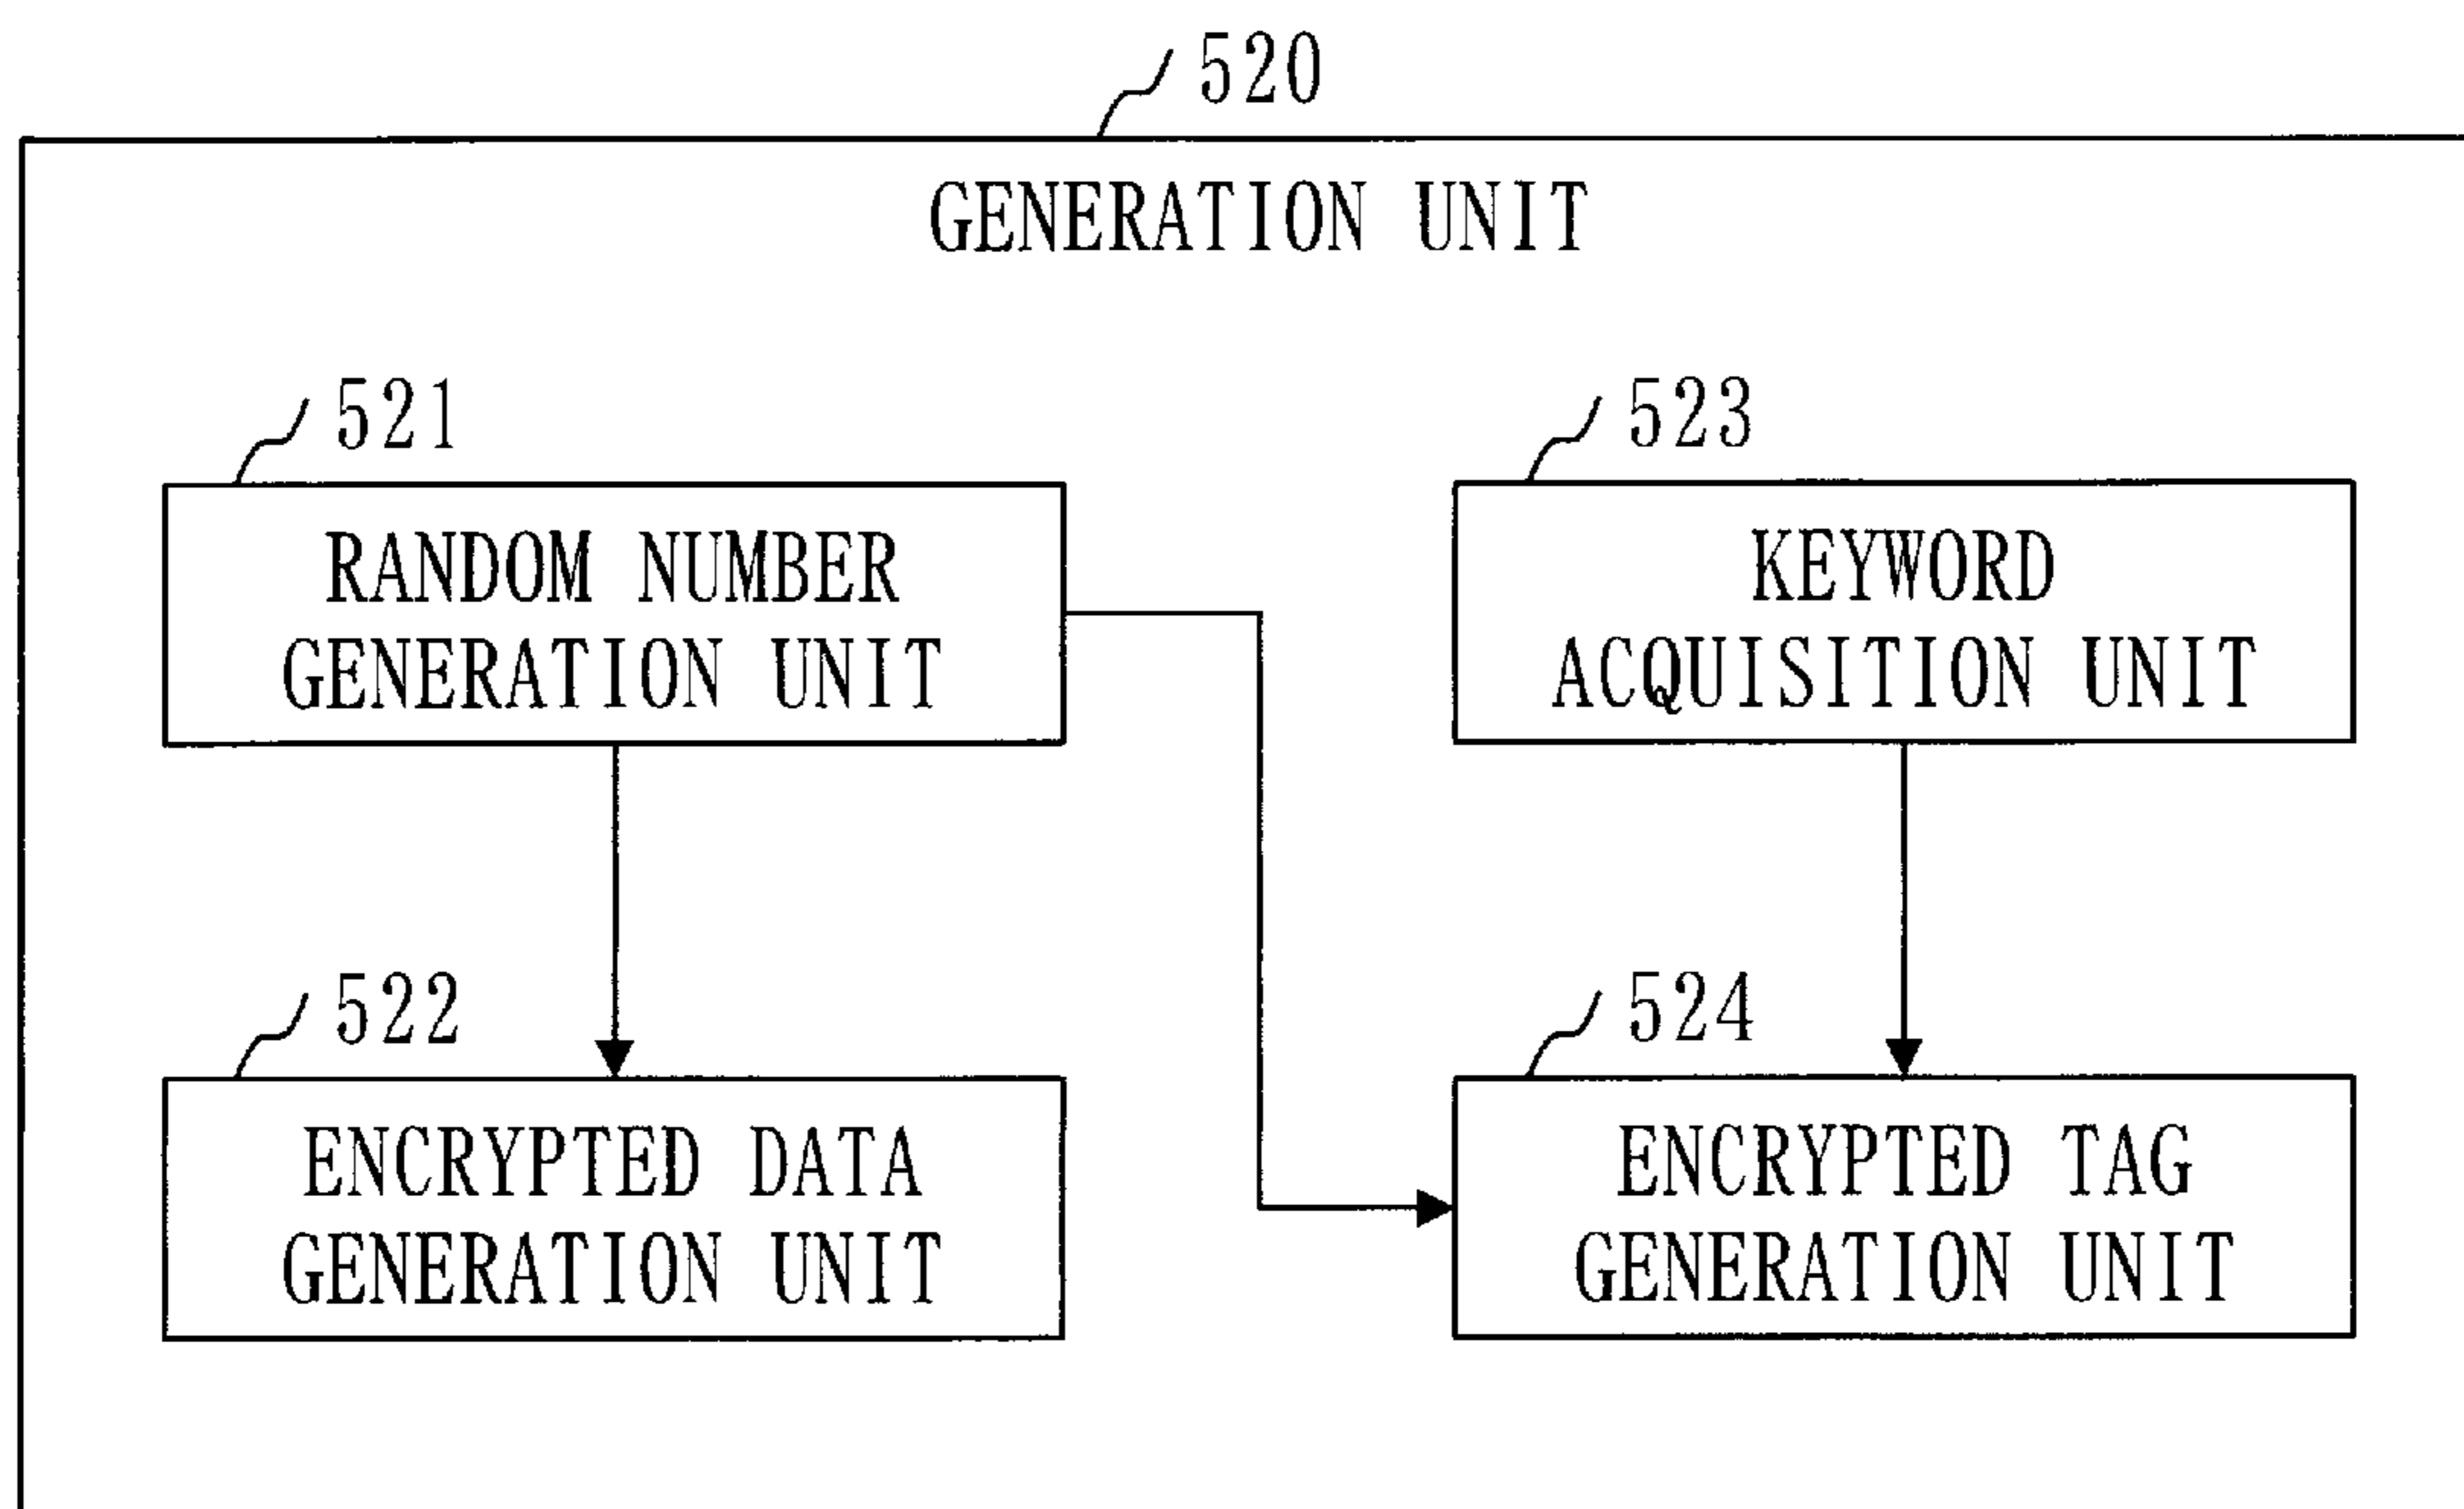 520
GENERATION UNIT
521
RANDOM NUMBER
GENERATION UNIT
523
KEYWORD
ACQUISITION UNIT
522
ENCRYPTED DATA
GENERATION UNIT
524
ENCRYPTED TAG
GENERATION UNIT